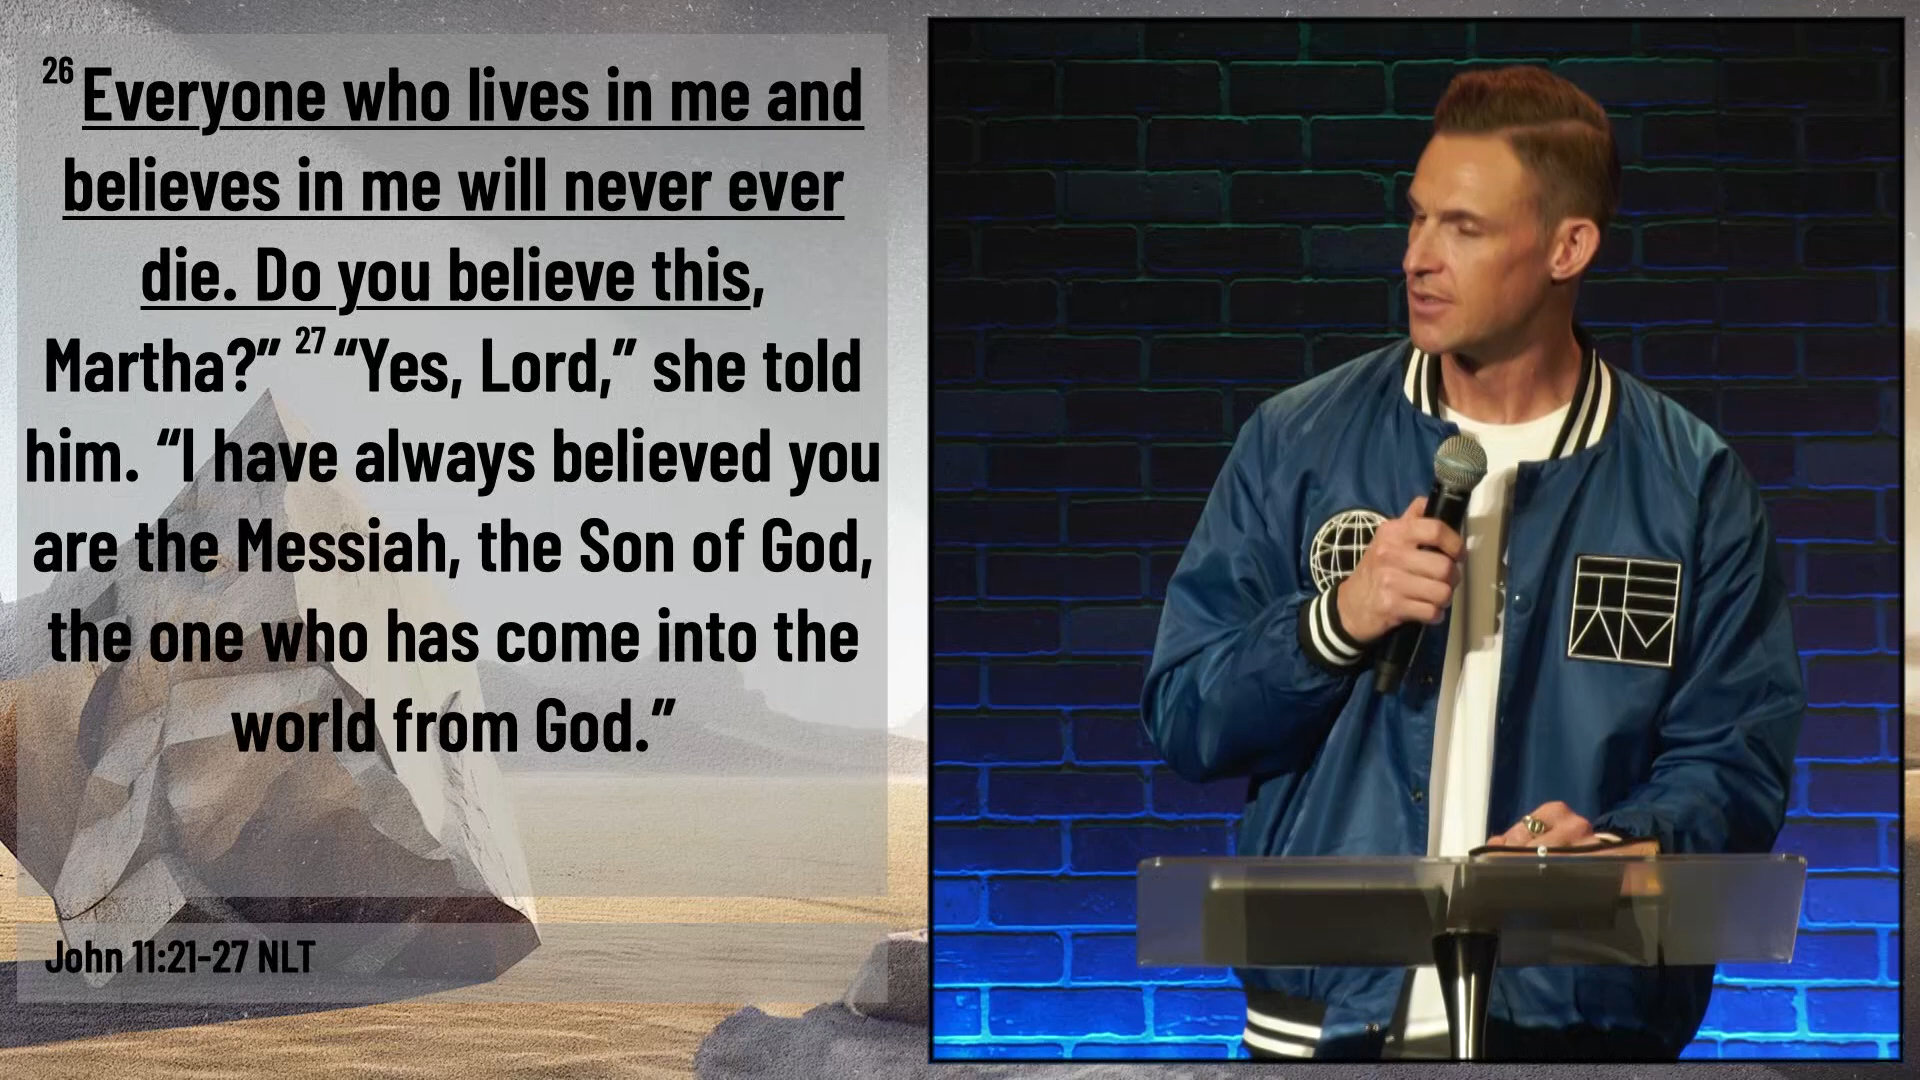 26 Everyone who lives in me and
believes in me will never ever
die. Do you believe this,
Martha?” 27 “Yes, Lord,” she told
him. “I have always believed you
are the Messiah, the Son of God,
the one who has come into the
world from God.”
John 11:21-27 NLT